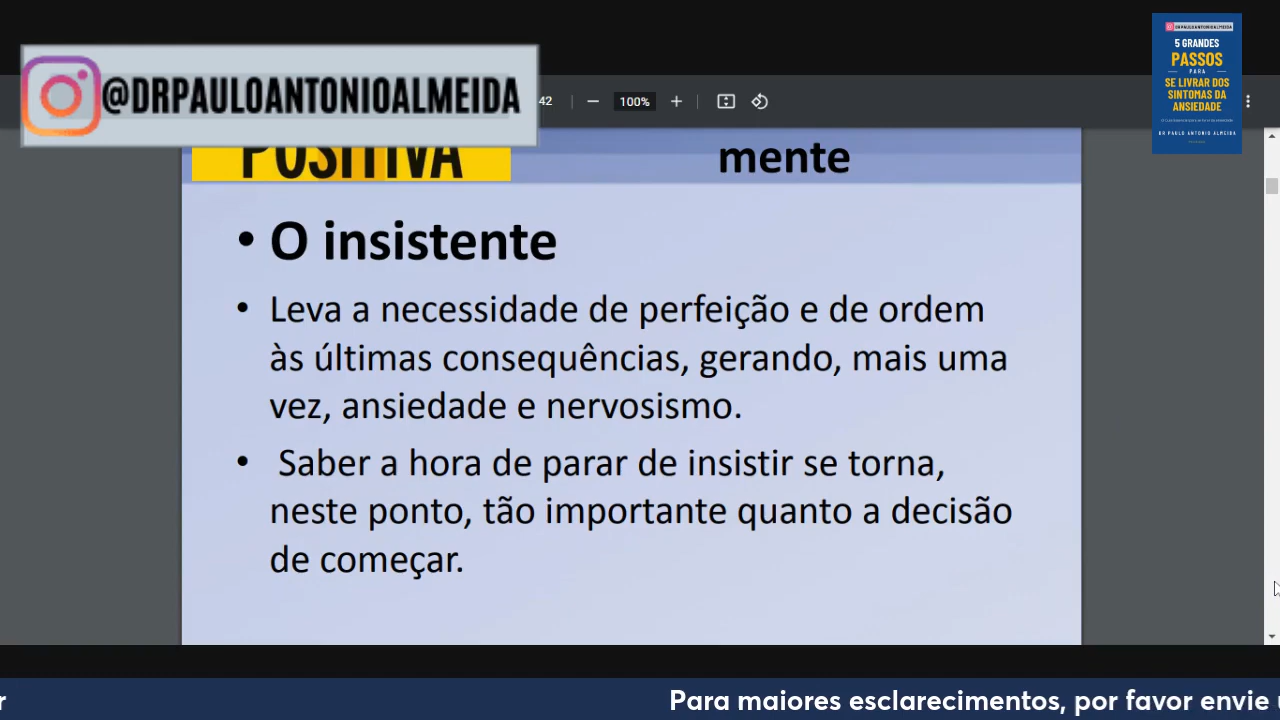 @DRPAULOANTONIOALMEIDA
42
100%
@DRPAULOANTONIOALMEIDA
5 GRANDES
PASSOS
PARA
SE LIVRAR DOS
SINTOMAS DA
ANSIEDADE
DR PAULO ANTONIO ALMEIDA
POSITIVA
mente
• O insistente
• Leva a necessidade de perfeição e de ordem
às últimas consequências, gerando, mais uma
vez, ansiedade e nervosismo.
• Saber a hora de parar de insistir se torna,
neste ponto, tão importante quanto a decisão
de começar.
r
Para maiores esclarecimentos, por favor envie